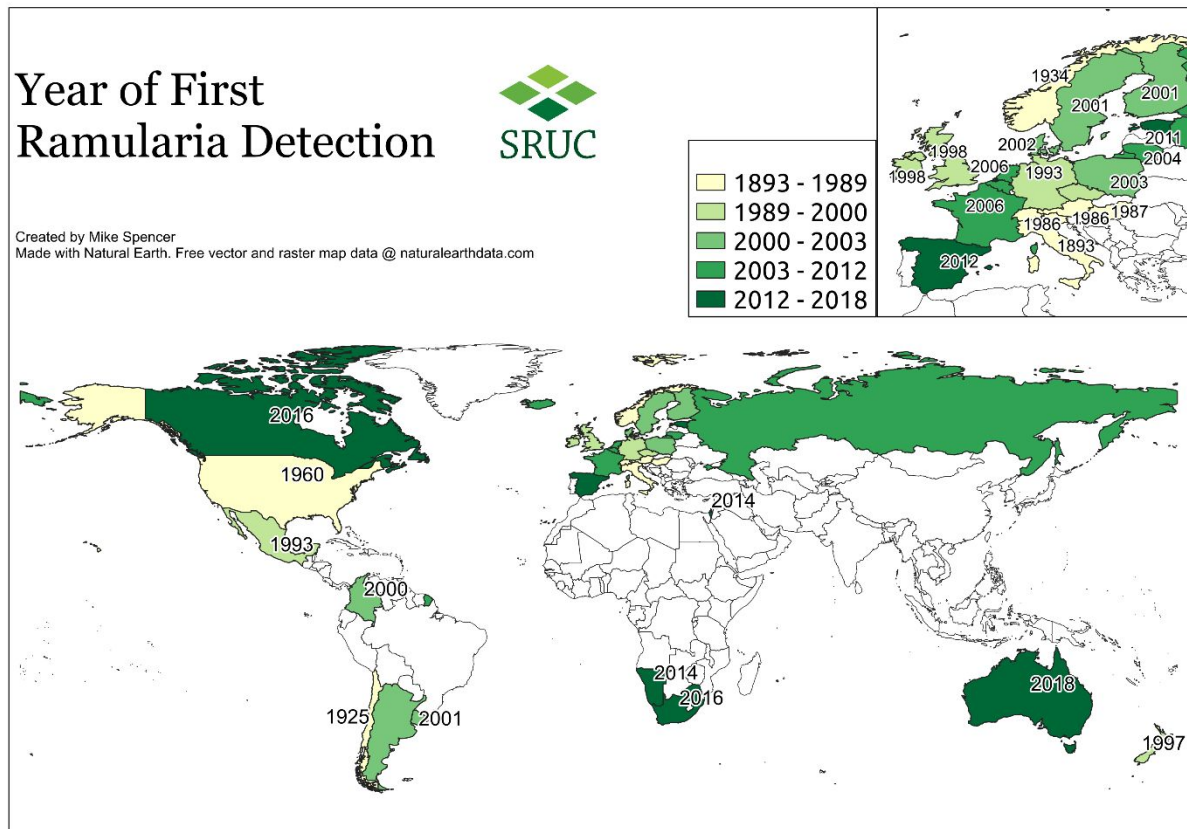 Year of First
Ramularia Detection
SRUC
Created by Mike Spencer
Made with Natural Earth. Free vector and raster map data @ naturalearthdata.com
1893 - 1989
1989 - 2000
2000 - 2003
2003 - 2012
2012 - 2018
1934
2001
2001
2002
2011
1998
2006
1993
2004
1998
2003
2006
1987
1986
1986
1893
2012
2016
1960
2014
1993
2000
2014
2016
2018
1925
2001
1997